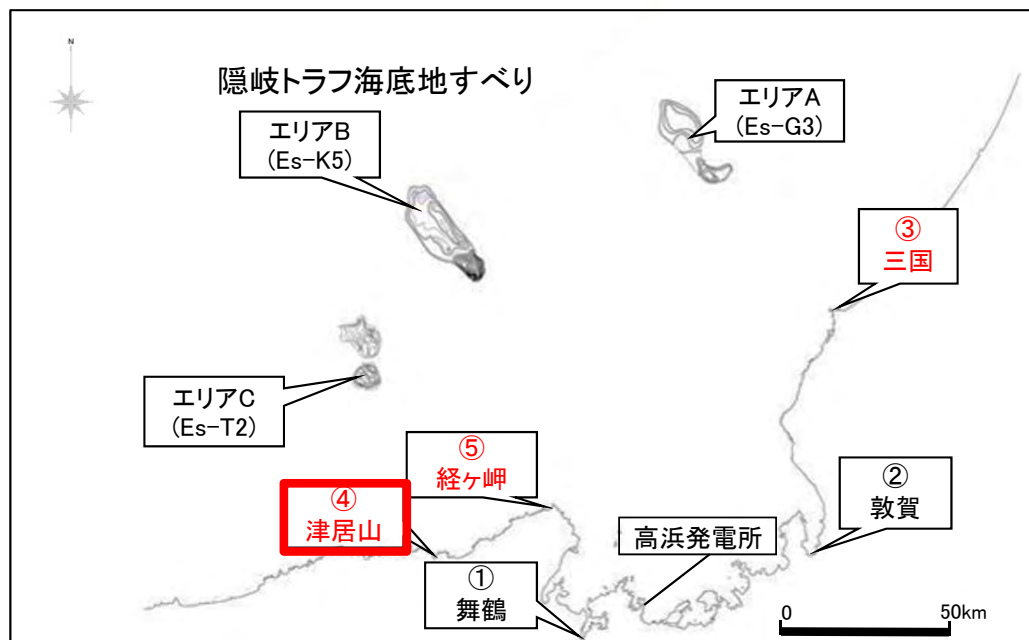 N
隠岐トラフ海底地すべり
エリアA
(Es-G3)
エリアB
(Es-K5)
③
三国
エリアC
(Es-T2)
⑤
経ヶ岬
④
津居山
②
敦賀
高浜発電所
①
舞鶴
0 50km